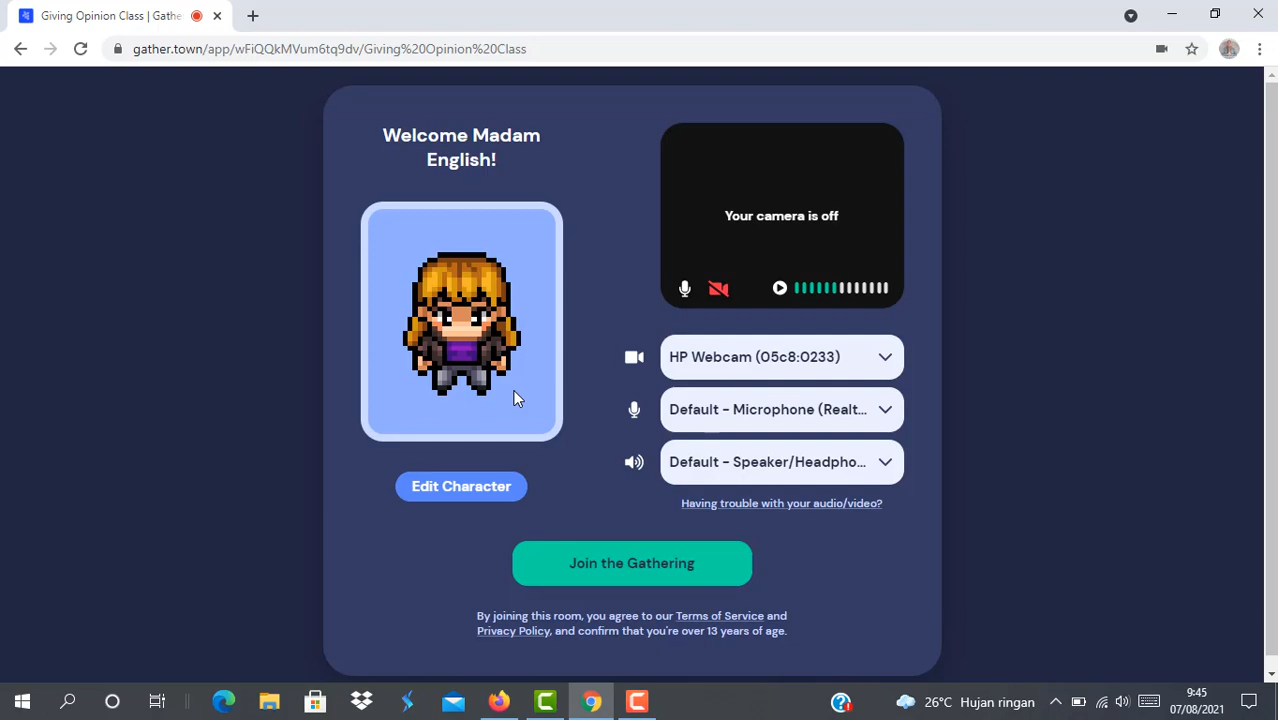 Giving Opinion Class | Gathe
gather.town/app/wFiQQkMVum6tq9dv/Giving%20Opinion%20Class
Welcome Madam
English!
Your camera is off
HP Webcam (05c8:0233)
Default - Microphone (Realt...
Default - Speaker/Headpho...
Having trouble with your audio/video?
Edit Character
Join the Gathering
By joining this room, you agree to our Terms of Service and
Privacy Policy, and confirm that you're over 13 years of age.
26°C Hujan ringan
9:45
07/08/2021